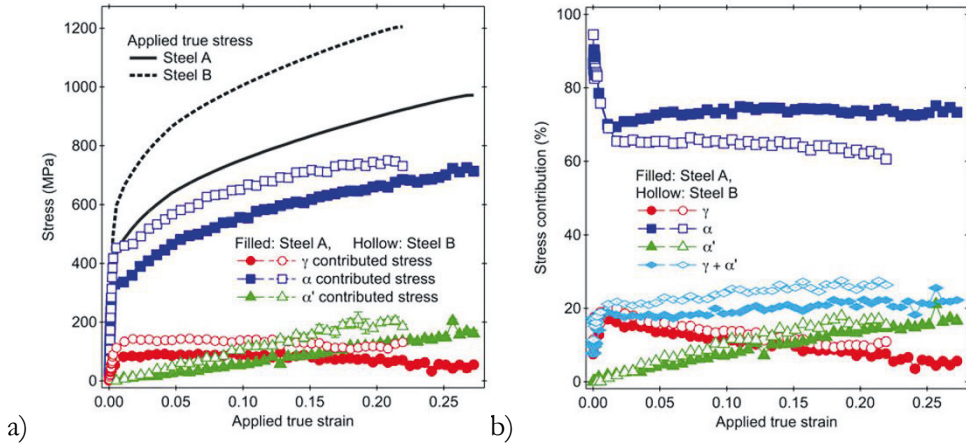 1200
1000
800
600
400
200
0
Stress (MPa)
Applied true stress
Steel A
Steel B
Filled: Steel A, Hollow: Steel B
γ contributed stress
α contributed stress
α' contributed stress
0.00 0.05 0.10 0.15 0.20 0.25
Applied true strain
a)
100
80
60
40
20
0
Stress contribution (%)
Filled: Steel A,
Hollow: Steel B
γ
α
α'
γ + α'
0.00 0.05 0.10 0.15 0.20 0.25
Applied true strain
b)